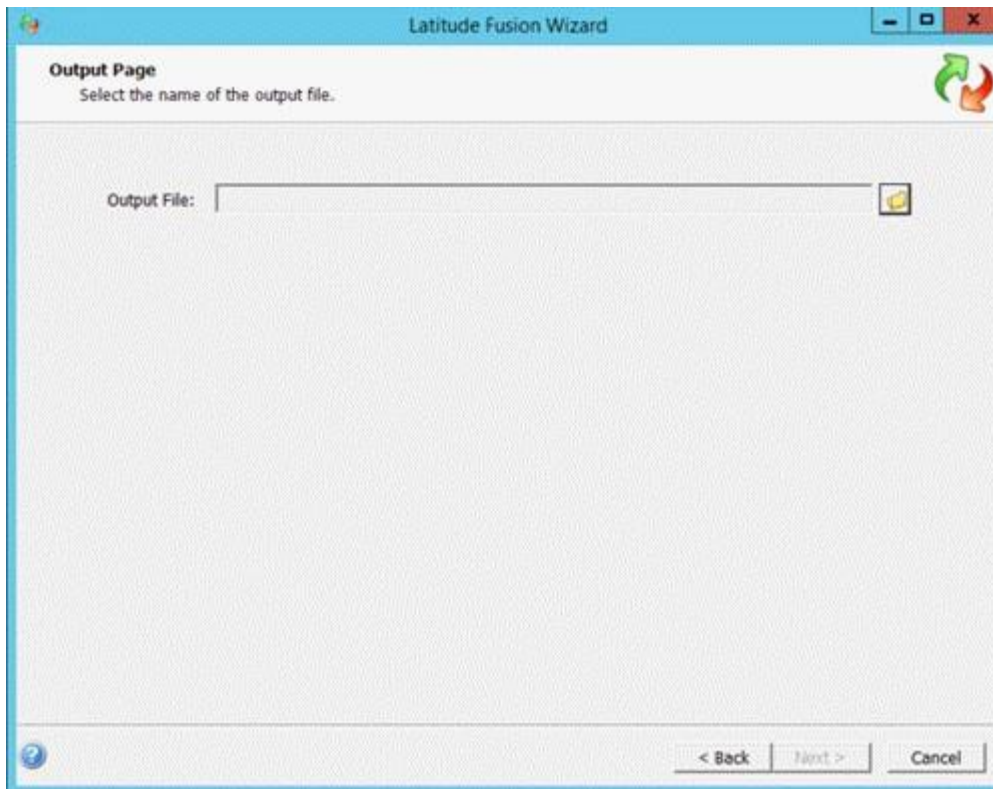 Latitude Fusion Wizard
Output Page
Select the name of the output file.
Output File:
< Back
Next >
Cancel